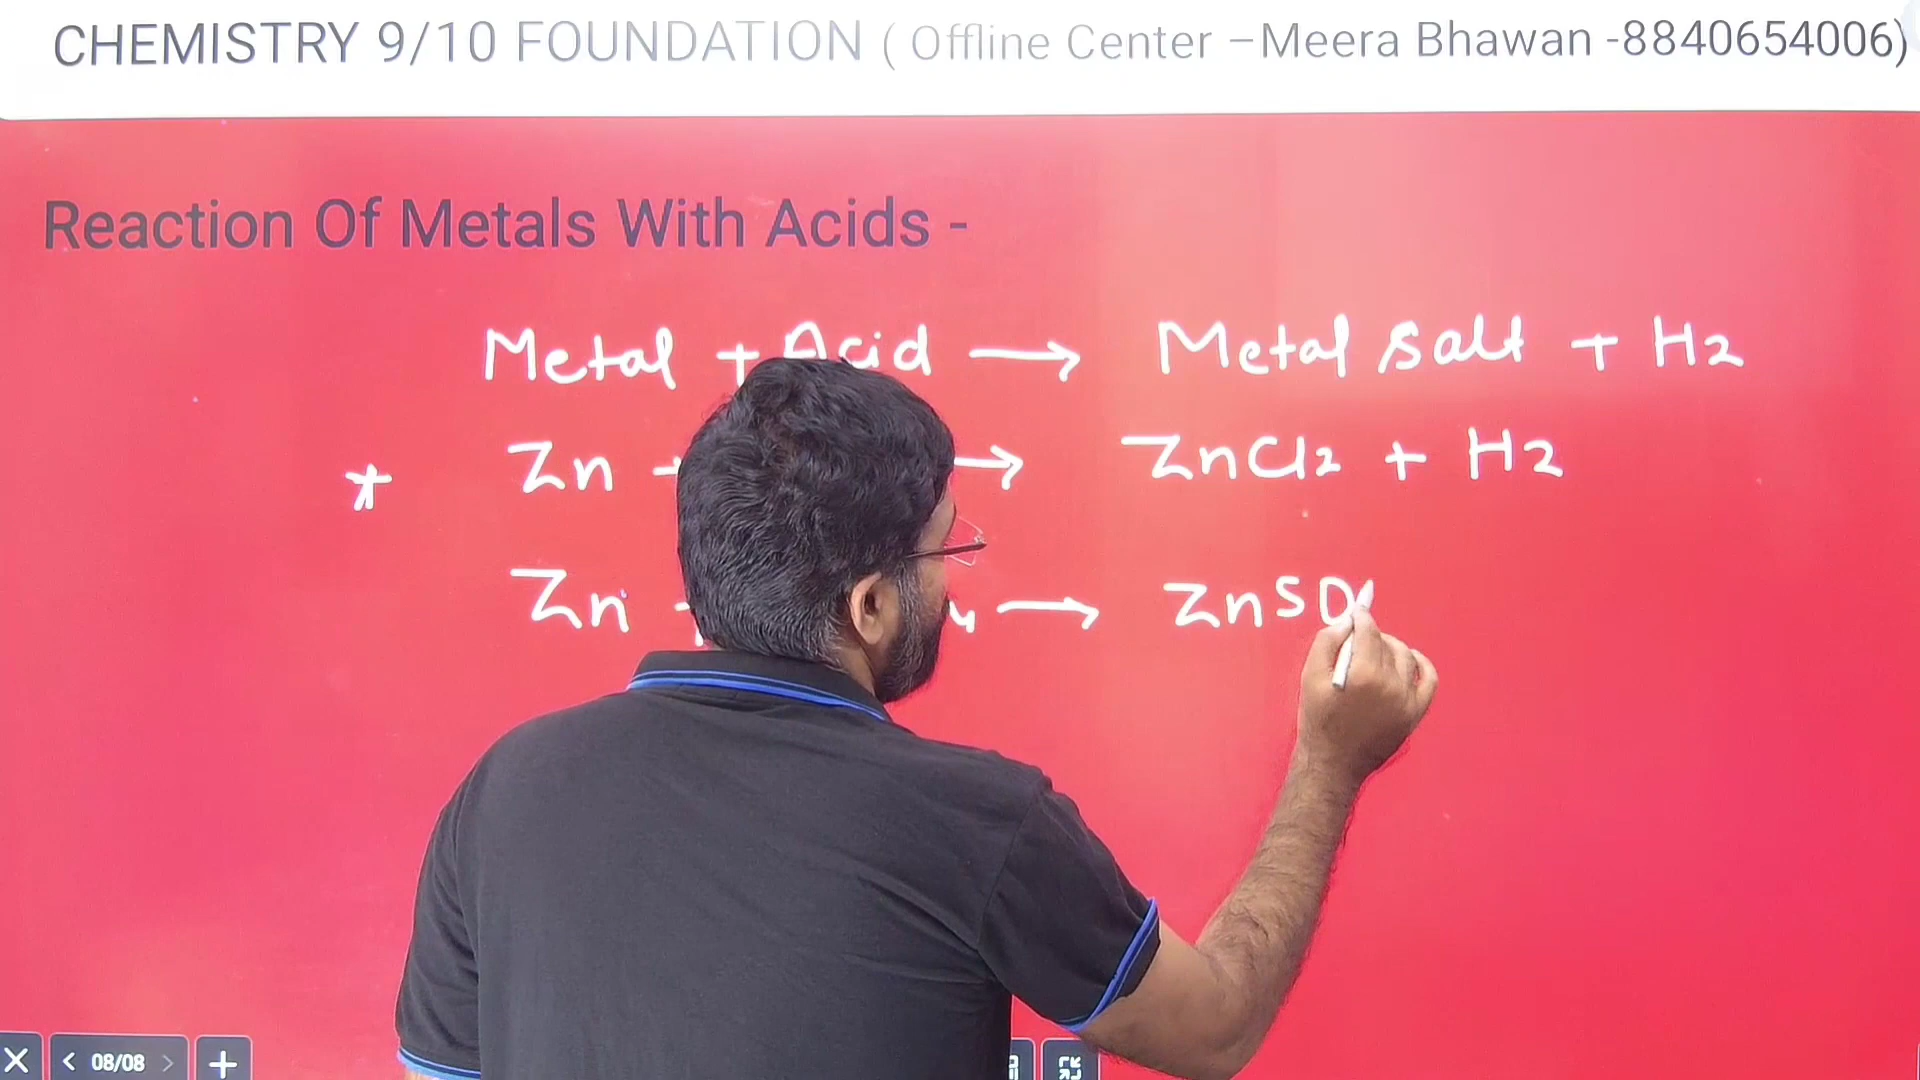 CHEMISTRY 9/10 FOUNDATION ( Offline Center –Meera Bhawan -8840654006)
Reaction Of Metals With Acids -
Metal + Acid → Metal salt + H2
* Zn + → ZnCl2 + H2
Zn + 4 → ZnSO
08/08